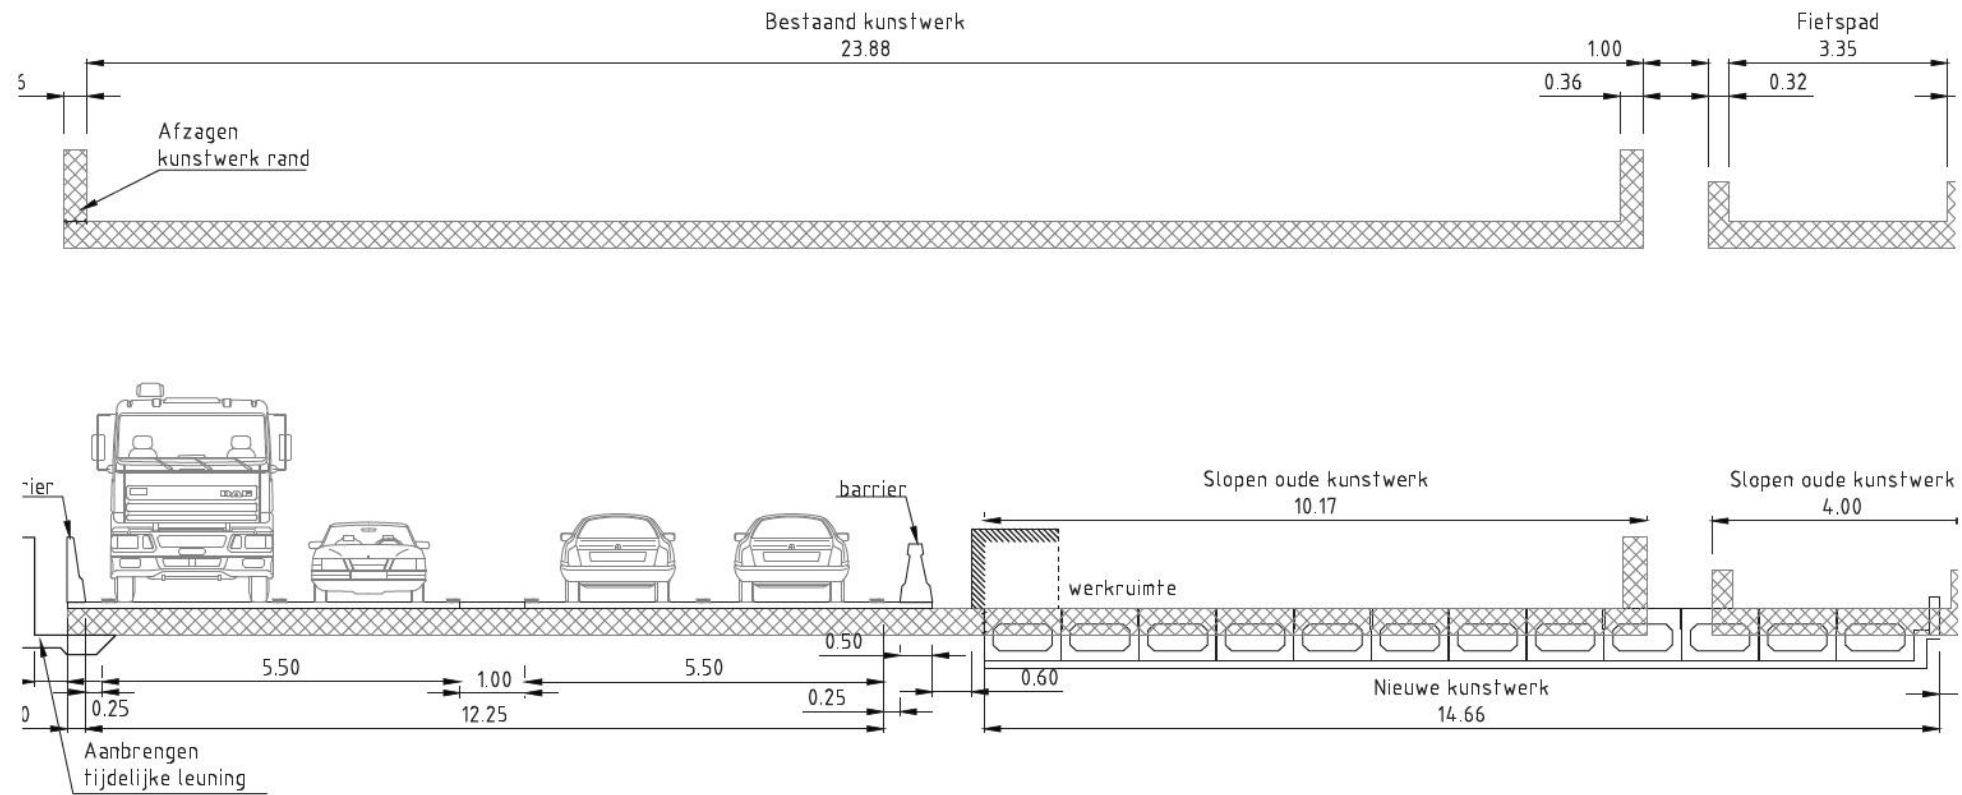 Bestaand kunstwerk
23.88
1.00
Fietspad
3.35
0.36
0.32
Afzagen
kunstwerk rand
barrier
Slopen oude kunstwerk
10.17
Slopen oude kunstwerk
4.00
DAF
werkruimte
0.50
5.50
1.00
5.50
0.60
0.25
0.25
12.25
Nieuwe kunstwerk
14.66
Aanbrengen
tijdelijke leuning